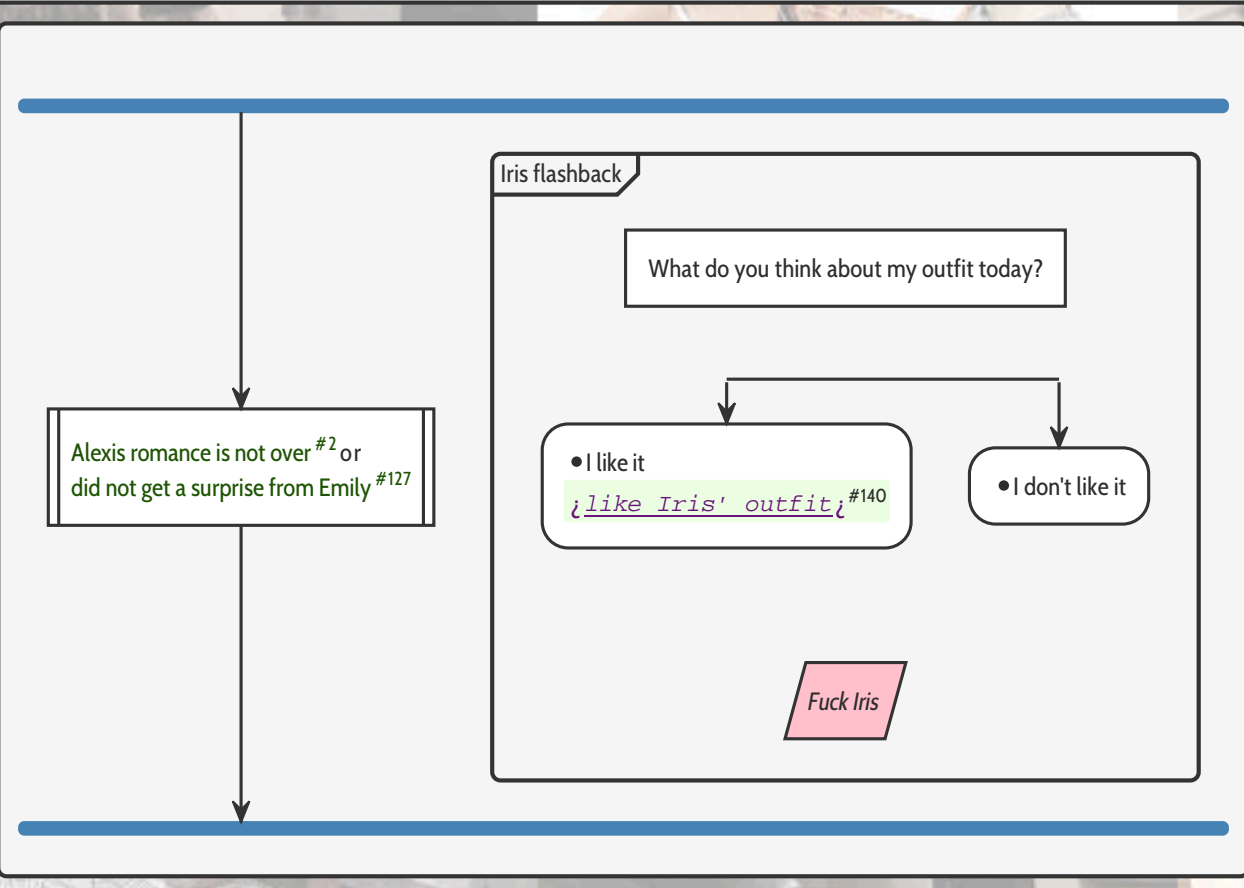 Iris flashback
What do you think about my outfit today?
Alexis romance is not over #2 or
did not get a surprise from Emily #127
•I like it
¿like Iris' outfit¿#140
•I don't like it
Fuck Iris